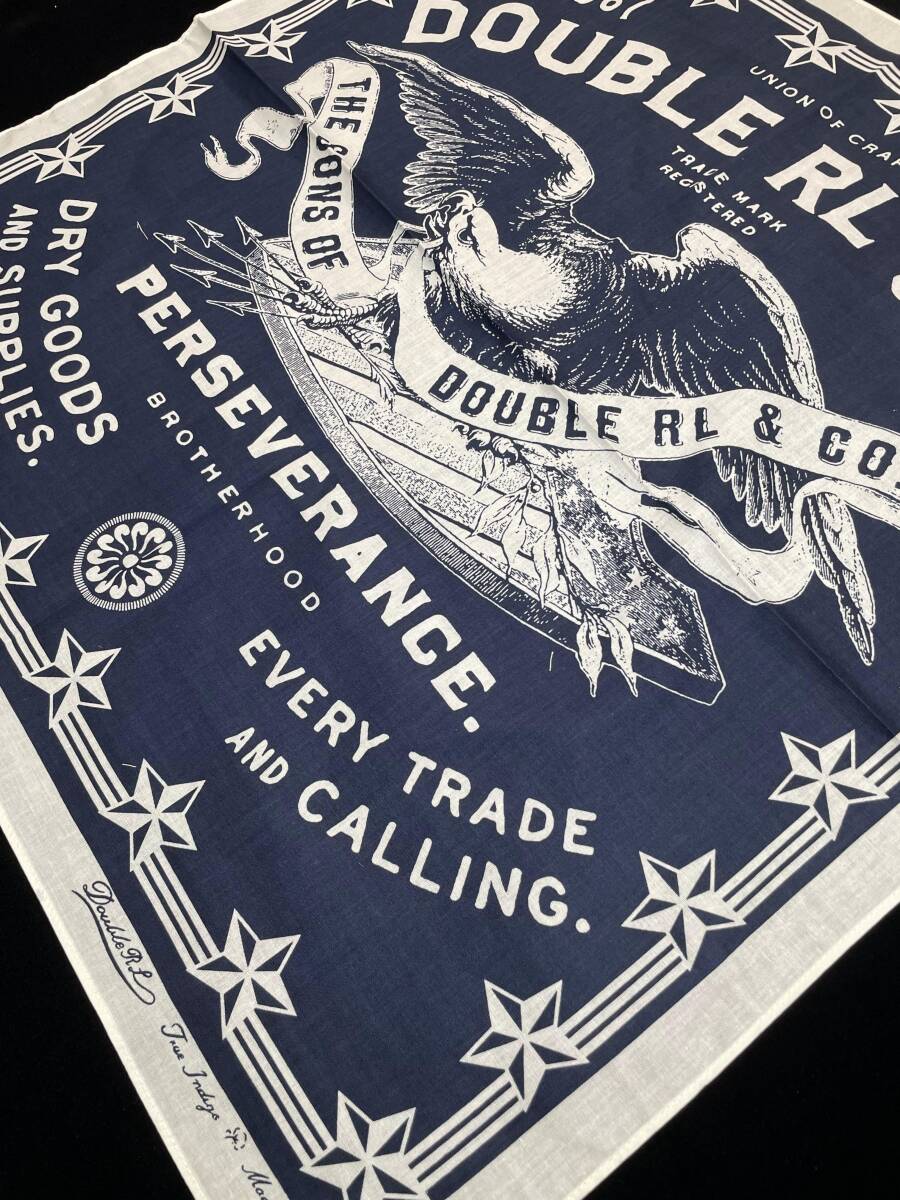 DOUBLE RL
UNION OF
TRADE MARK
REGISTERED
THE SONS OF
DOUBLE RL & CO.
DRY GOODS
AND SUPPLIES.
PERSEVERANCE.
BROTHERHOOD
EVERY TRADE
AND CALLING.
Double RL
True Indigo